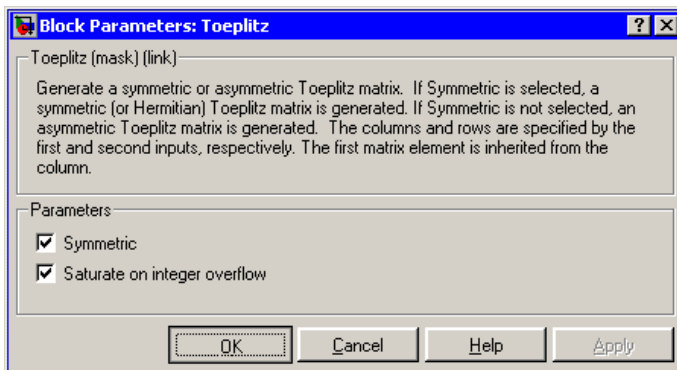 Block Parameters: Toeplitz
Toeplitz (mask) (link)
Generate a symmetric or asymmetric Toeplitz matrix. If Symmetric is selected, a
symmetric (or Hermitian) Toeplitz matrix is generated. If Symmetric is not selected, an
asymmetric Toeplitz matrix is generated. The columns and rows are specified by the
first and second inputs, respectively. The first matrix element is inherited from the
column.
Parameters
Symmetric
Saturate on integer overflow
OK Cancel Help Apply